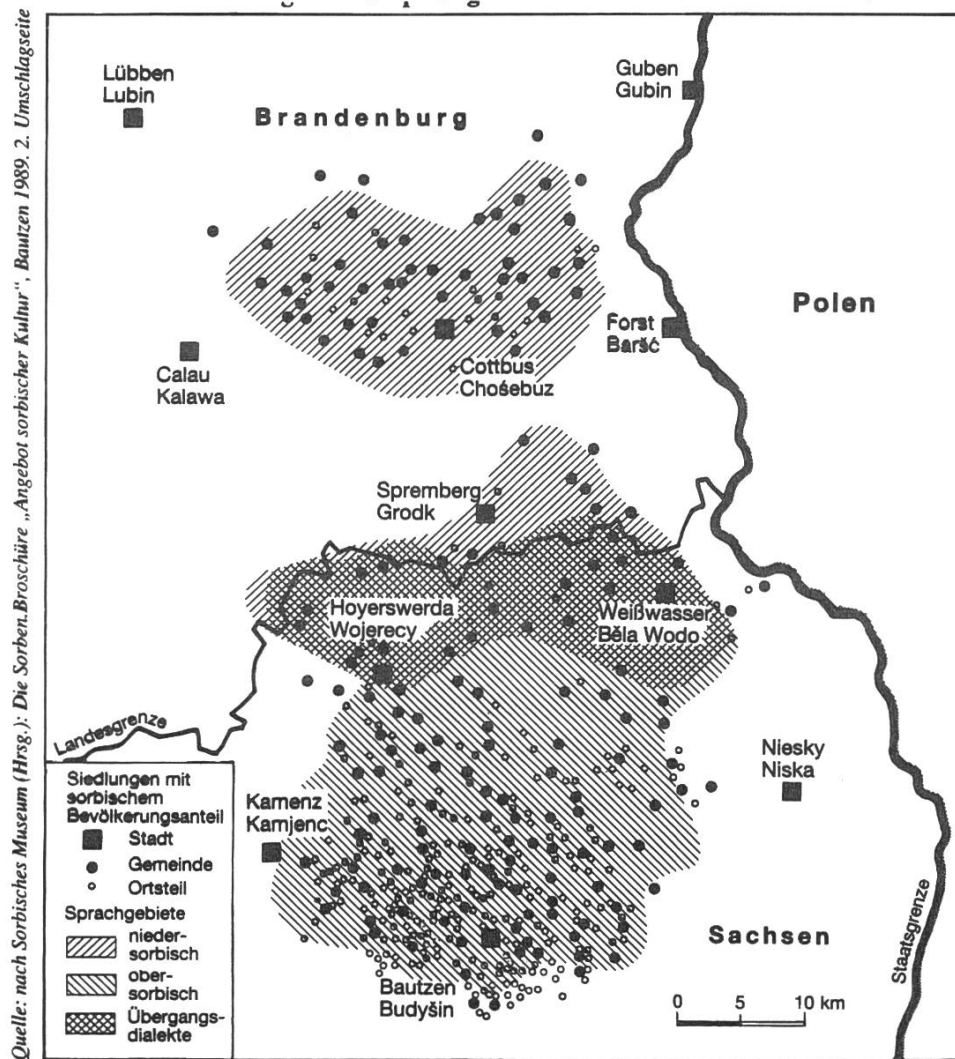 Quelle: nach Sorbisches Museum (Hrsg.): Die Sorben. Broschüre „Angebot sorbischer Kultur", Bautzen 1989. 2. Umschlagseite
Lübben
Lubin
Guben
Gubin
Brandenburg
Polen
Forst
Baršć
Calau
Kalawa
Cottbus
Chośebuz
Spremberg
Grodk
Hoyerswerda
Wojerecy
Weißwasser
Běla Wodo
Landesgrenze
Niesky
Niska
Kamenz
Kamjenc
Sachsen
Staatsgrenze
Bautzen
Budyšin
0 5 10 km
Siedlungen mit
sorbischem
Bevölkerungsanteil
Stadt
Gemeinde
Ortsteil
Sprachgebiete
nieder-
sorbisch
ober-
sorbisch
Übergangs-
dialekte